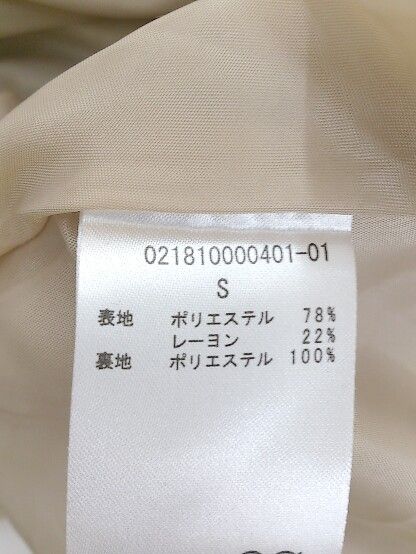 021810000401-01
S
表地 ポリエステル 78%
レーヨン 22%
裏地 ポリエステル 100%